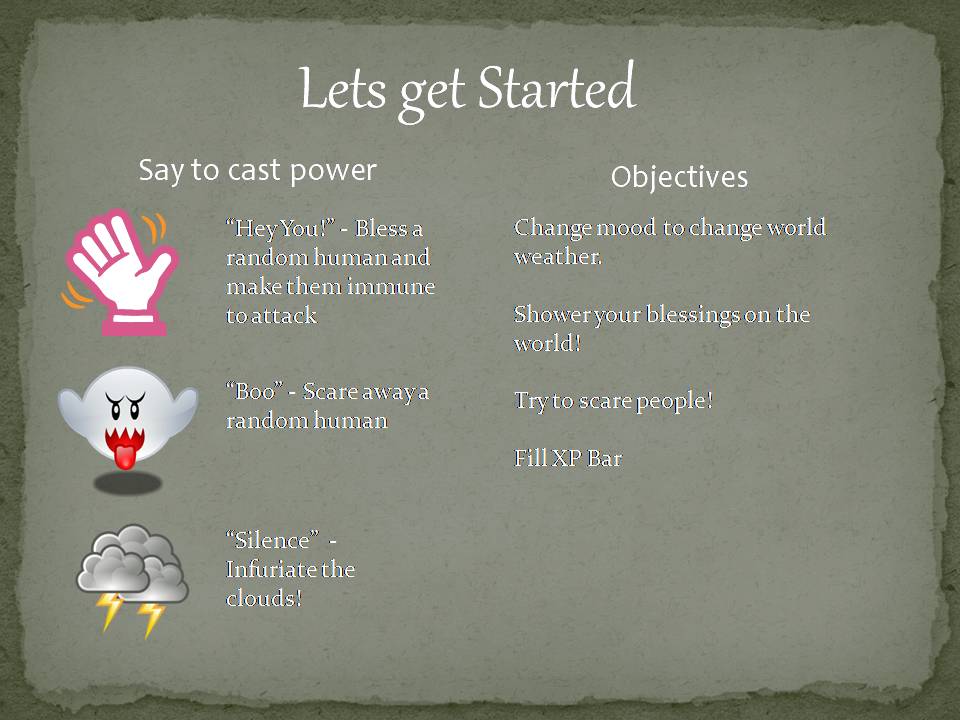 Lets get Started
Say to cast power
“Hey You!” - Bless a
random human and
make them immune
to attack
“Boo” - Scare away a
random human
“Silence”  -
Infuriate the
clouds!
Objectives
Change mood to change world
weather.
Shower your blessings on the
world!
Try to scare people!
Fill XP Bar